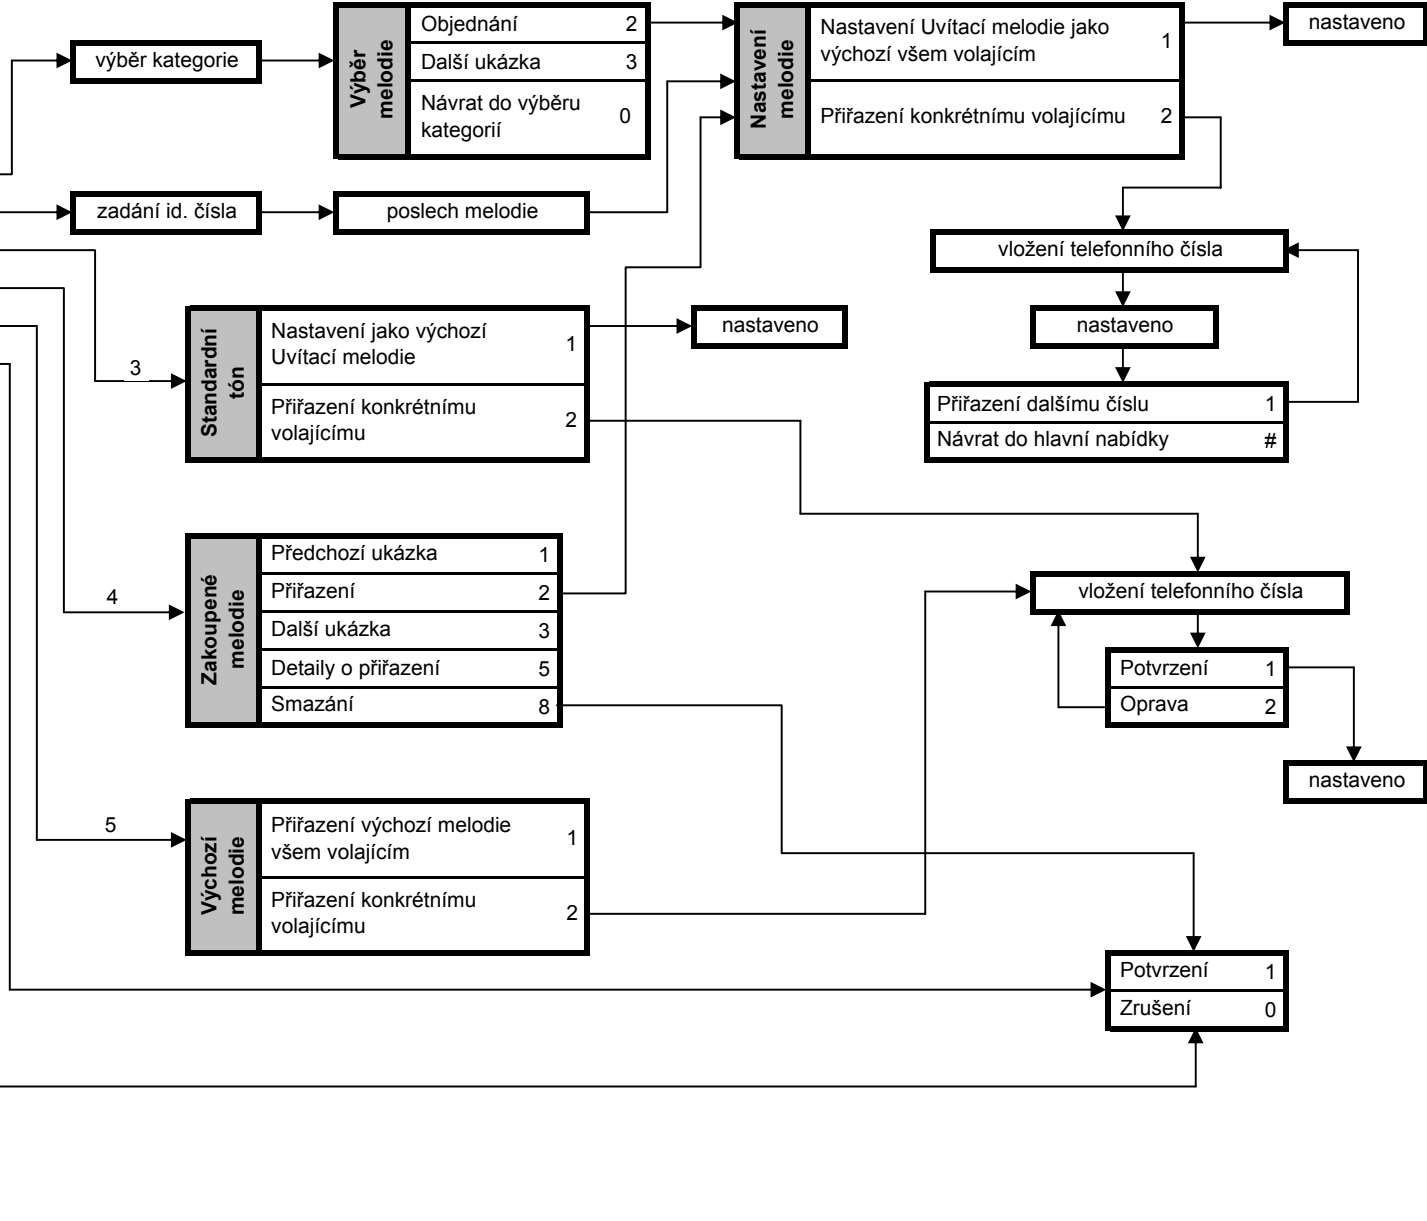 výběr kategorie
Výběr
melodie
Objednání 2
Další ukázka 3
Návrat do výběru
kategorií 0
Nastavení
melodie
Nastavení Uvítací melodie jako
výchozí všem volajícím 1
Přiřazení konkrétnímu volajícímu 2
nastaveno
zadání id. čísla
poslech melodie
vložení telefonního čísla
nastaveno
Přiřazení dalšímu číslu 1
Návrat do hlavní nabídky #
3
Standardní
tón
Nastavení jako výchozí
Uvítací melodie 1
Přiřazení konkrétnímu
volajícímu 2
nastaveno
4
Zakoupené
melodie
Předchozí ukázka 1
Přiřazení 2
Další ukázka 3
Detaily o přiřazení 5
Smazání 8
vložení telefonního čísla
Potvrzení 1
Oprava 2
nastaveno
5
Výchozí
melodie
Přiřazení výchozí melodie
všem volajícím 1
Přiřazení konkrétnímu
volajícímu 2
Potvrzení 1
Zrušení 0